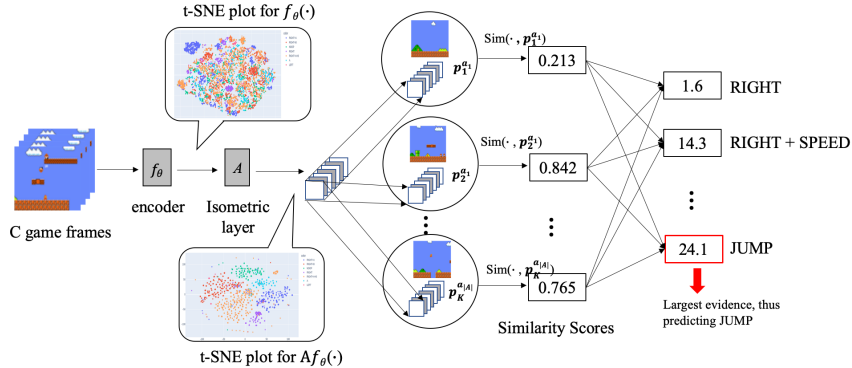 t-SNE plot for f_θ(·)
C game frames
f_θ
encoder
A
Isometric
layer
t-SNE plot for Af_θ(·)
p_1^{a_1}
p_2^{a_1}
p_K^{a_{|A|}}
Sim(· , p_1^{a_1})
0.213
Sim(· , p_2^{a_1})
0.842
Sim(· , p_K^{a_{|A|}})
0.765
Similarity Scores
1.6 RIGHT
14.3 RIGHT + SPEED
24.1 JUMP
Largest evidence, thus
predicting JUMP